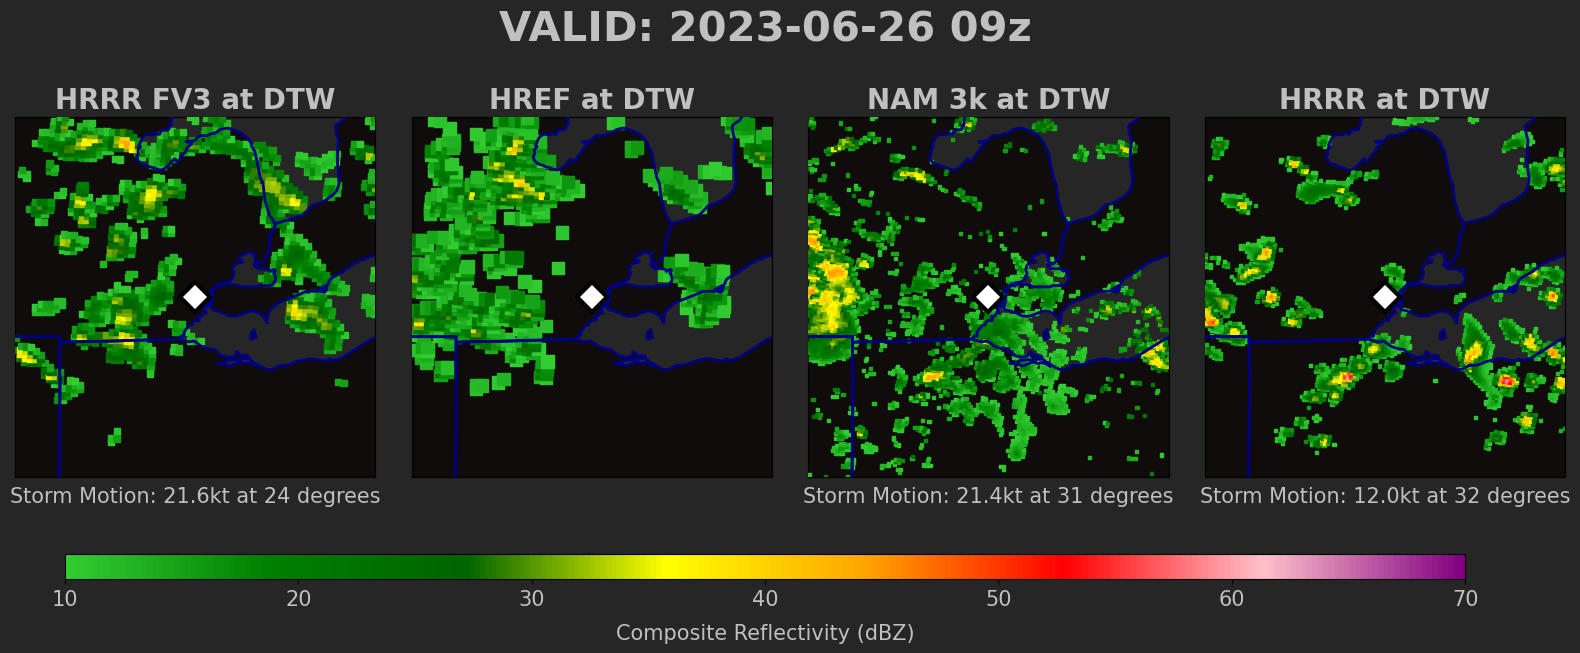 VALID: 2023-06-26 09z
HRRR FV3 at DTW
HREF at DTW
NAM 3k at DTW
HRRR at DTW
Storm Motion: 21.6kt at 24 degrees
Storm Motion: 21.4kt at 31 degrees
Storm Motion: 12.0kt at 32 degrees
10 20 30 40 50 60 70
Composite Reflectivity (dBZ)